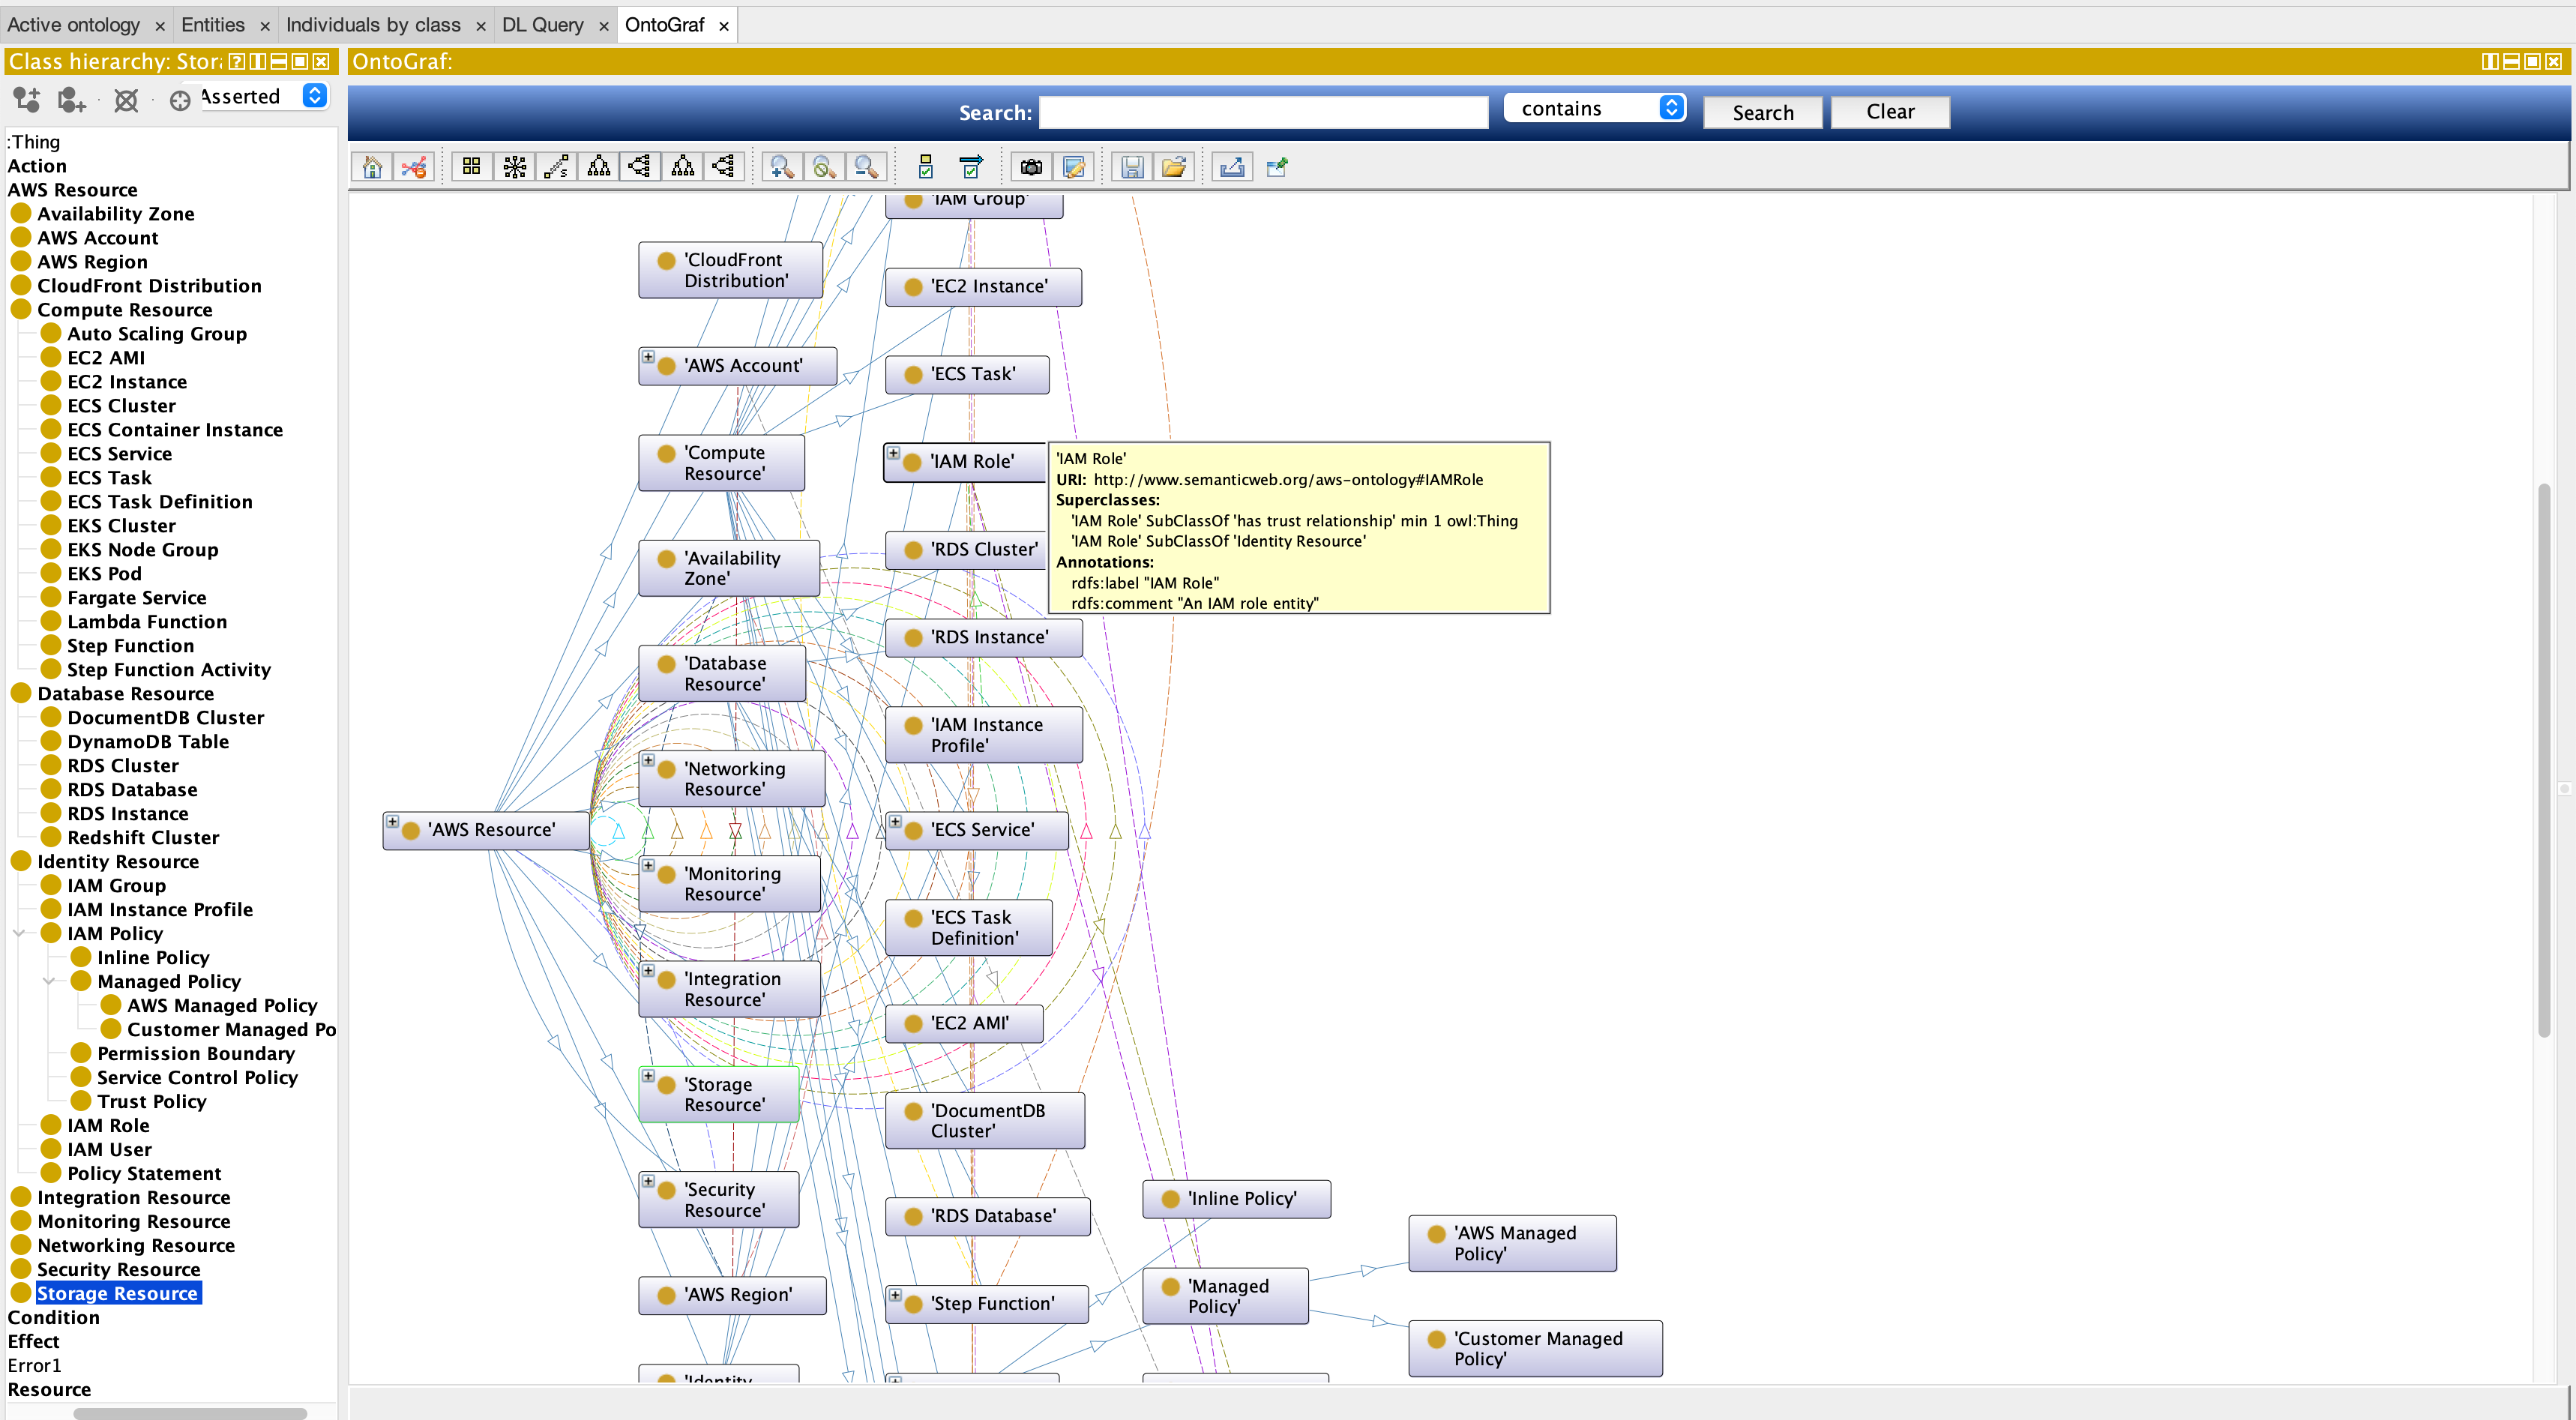 Active ontology × Entities × Individuals by class × DL Query × OntoGraf ×
Class hierarchy: Stor
Asserted
:Thing
Action
AWS Resource
Availability Zone
AWS Account
AWS Region
CloudFront Distribution
Compute Resource
Auto Scaling Group
EC2 AMI
EC2 Instance
ECS Cluster
ECS Container Instance
ECS Service
ECS Task
ECS Task Definition
EKS Cluster
EKS Node Group
EKS Pod
Fargate Service
Lambda Function
Step Function
Step Function Activity
Database Resource
DocumentDB Cluster
DynamoDB Table
RDS Cluster
RDS Database
RDS Instance
Redshift Cluster
Identity Resource
IAM Group
IAM Instance Profile
IAM Policy
Inline Policy
Managed Policy
AWS Managed Policy
Customer Managed Po
Permission Boundary
Service Control Policy
Trust Policy
IAM Role
IAM User
Policy Statement
Integration Resource
Monitoring Resource
Networking Resource
Security Resource
Storage Resource
Condition
Effect
Error1
Resource
OntoGraf:
Search: contains Search Clear
'AWS Resource'
'CloudFront
Distribution'
'AWS Account'
'Compute
Resource'
'Availability
Zone'
'Database
Resource'
'Networking
Resource'
'Monitoring
Resource'
'Integration
Resource'
'Storage
Resource'
'Security
Resource'
'AWS Region'
'Identity
'IAM Group'
'EC2 Instance'
'ECS Task'
'IAM Role'
'RDS Cluster'
'RDS Instance'
'IAM Instance
Profile'
'ECS Service'
'ECS Task
Definition'
'EC2 AMI'
'DocumentDB
Cluster'
'RDS Database'
'Step Function'
'IAM Role'
URI: http://www.semanticweb.org/aws-ontology#IAMRole
Superclasses:
'IAM Role' SubClassOf 'has trust relationship' min 1 owl:Thing
'IAM Role' SubClassOf 'Identity Resource'
Annotations:
rdfs:label "IAM Role"
rdfs:comment "An IAM role entity"
'Inline Policy'
'Managed
Policy'
'AWS Managed
Policy'
'Customer Managed
Policy'